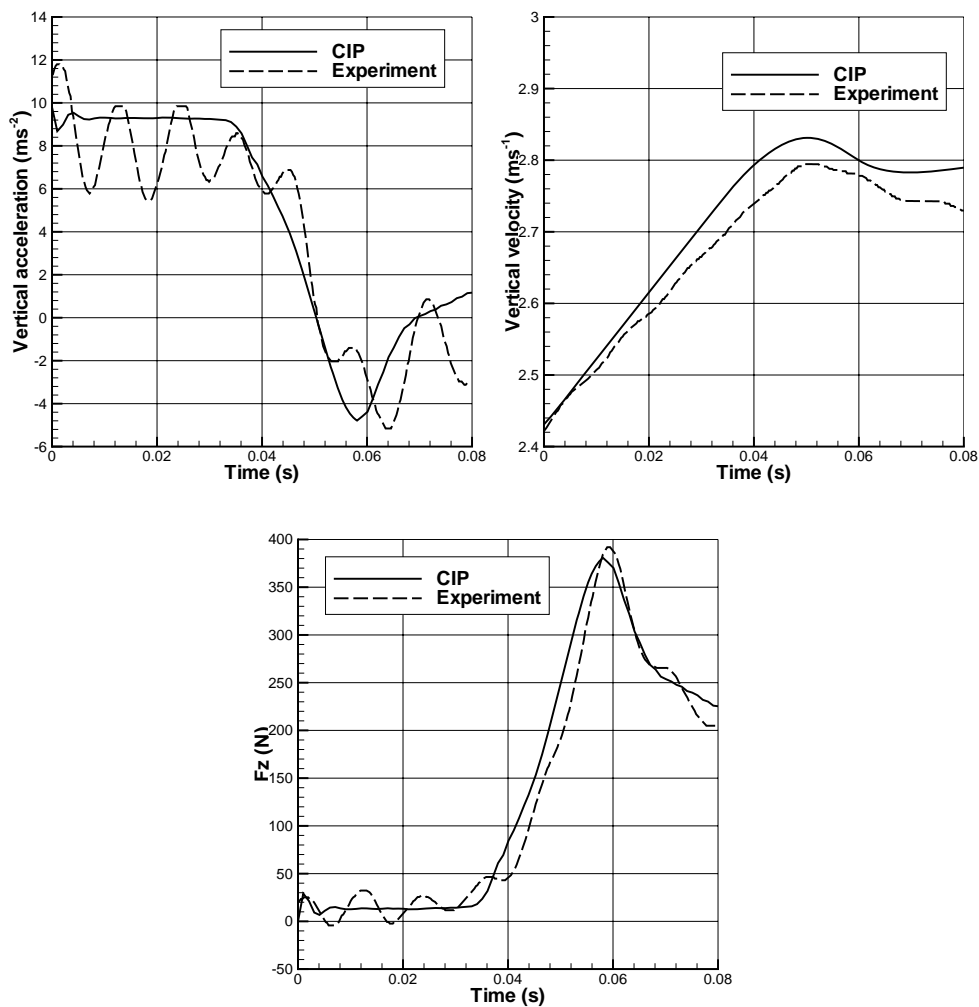 14
12
10
8
6
4
2
0
-2
-4
-6
Vertical acceleration (ms-2)
CIP
Experiment
0 0.02 0.04 0.06 0.08
Time (s)
3
2.9
2.8
2.7
2.6
2.5
2.4
Vertical velocity (ms-1)
CIP
Experiment
0 0.02 0.04 0.06 0.08
Time (s)
400
350
300
250
200
150
100
50
0
-50
Fz (N)
CIP
Experiment
0 0.02 0.04 0.06 0.08
Time (s)